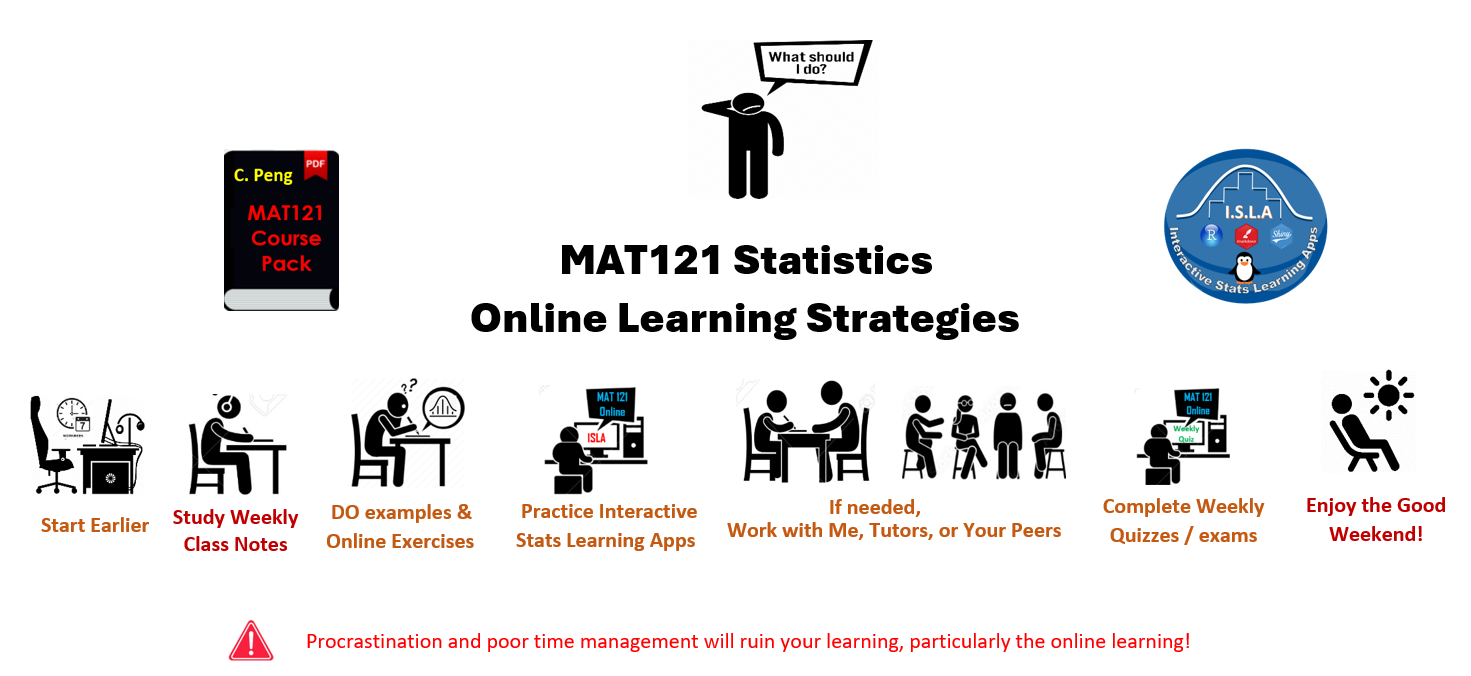 What should
I do?
PDF
C. Peng
MAT121
Course
Pack
I.S.L.A
R
markdown
Shiny
Interactive Stats Learning Apps
MAT121 Statistics
Online Learning Strategies
7
??
MAT 121
Online
ISLA
MAT 121
Online
Weekly
Quiz
Start Earlier
Study Weekly
Class Notes
DO examples &
Online Exercises
Practice Interactive
Stats Learning Apps
If needed,
Work with Me, Tutors, or Your Peers
Complete Weekly
Quizzes / exams
Enjoy the Good
Weekend!
Procrastination and poor time management will ruin your learning, particularly the online learning!